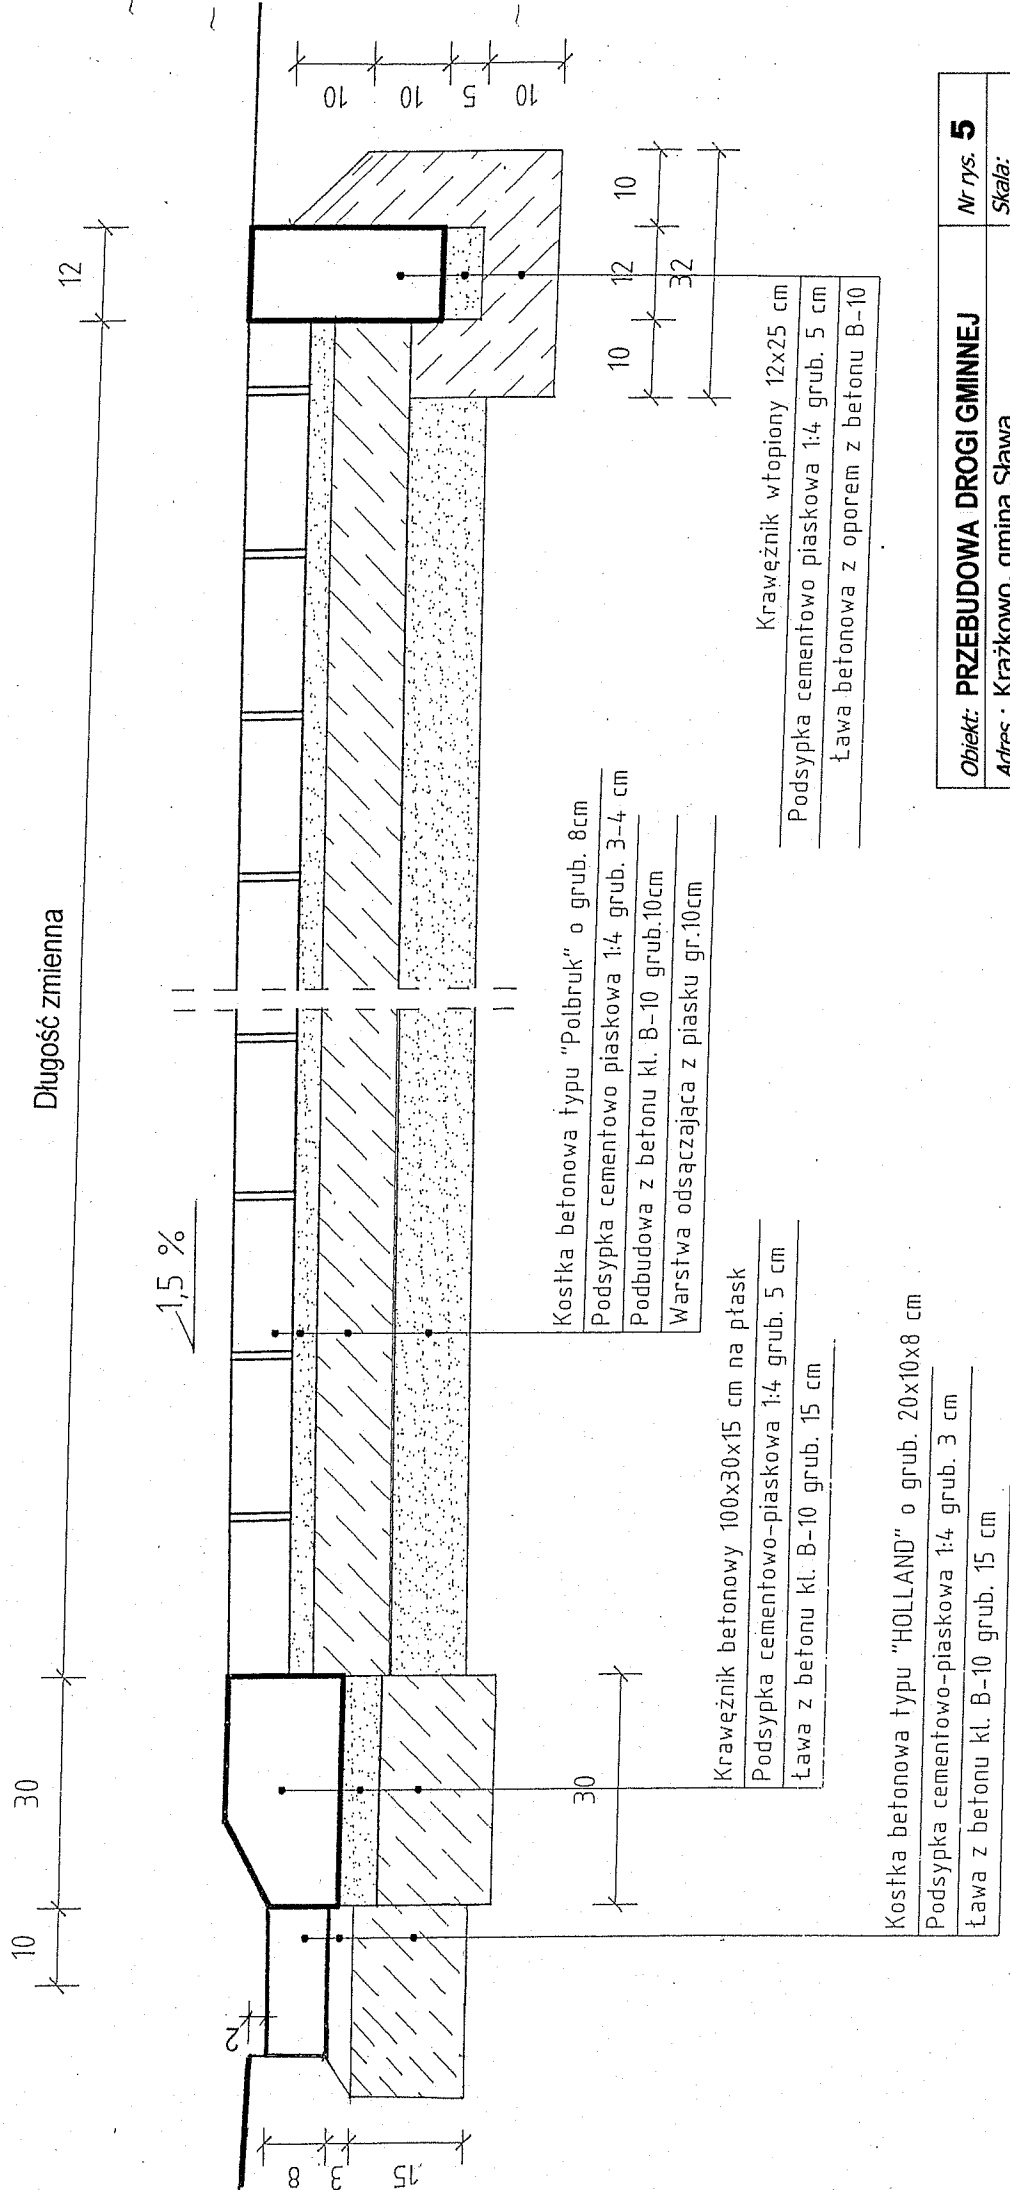 Długość zmienna
10
30
12
1,5 %
2
8
3
15
10
10
5
10
30
10
12
10
32
Kostka betonowa typu "Polbruk" o grub. 8cm
Podsypka cementowo piaskowa 1:4 grub. 3-4 cm
Podbudowa z betonu kl. B-10 grub.10cm
Warstwa odsączająca z piasku gr.10cm
Krawężnik betonowy 100x30x15 cm na płask
Podsypka cementowo-piaskowa 1:4 grub. 5 cm
Ława z betonu kl. B-10 grub. 15 cm
Kostka betonowa typu "HOLLAND" o grub. 20x10x8 cm
Podsypka cementowo-piaskowa 1:4 grub. 3 cm
Ława z betonu kl. B-10 grub. 15 cm
Krawężnik wtopiony 12x25 cm
Podsypka cementowo piaskowa 1:4 grub. 5 cm
Ława betonowa z oporem z betonu B-10
Obiekt: PRZEBUDOWA DROGI GMINNEJ
Nr rys. 5
Adres : Krążkowo, gmina Sława
Skala: